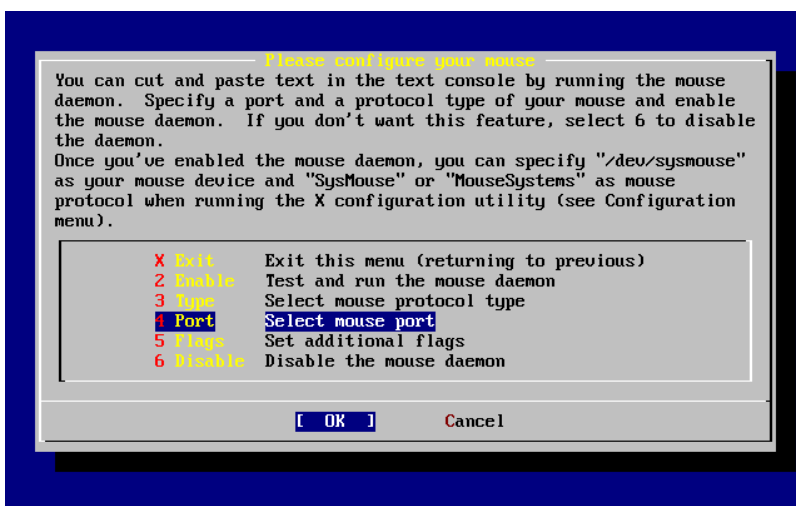 Please configure your mouse
You can cut and paste text in the text console by running the mouse
daemon.  Specify a port and a protocol type of your mouse and enable
the mouse daemon.  If you don't want this feature, select 6 to disable
the daemon.
Once you've enabled the mouse daemon, you can specify "/dev/sysmouse"
as your mouse device and "SysMouse" or "MouseSystems" as mouse
protocol when running the X configuration utility (see Configuration
menu).
X Exit     Exit this menu (returning to previous)
2 Enable   Test and run the mouse daemon
3 Type     Select mouse protocol type
4 Port     Select mouse port
5 Flags    Set additional flags
6 Disable  Disable the mouse daemon
[  OK  ]       Cancel